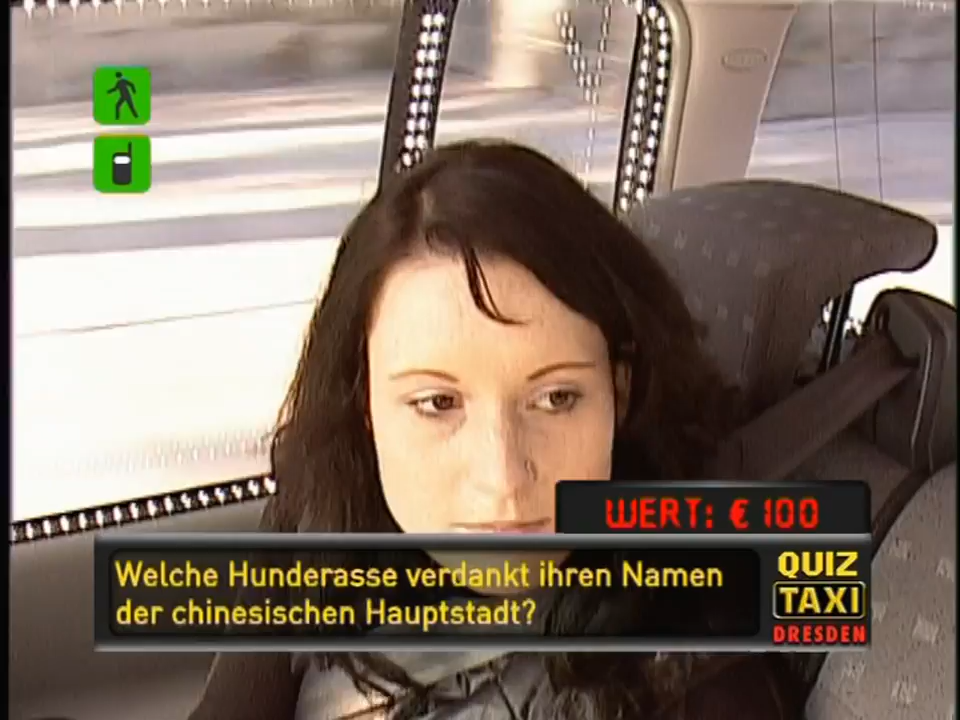 WERT: € 100
Welche Hunderasse verdankt ihren Namen
der chinesischen Hauptstadt?
QUIZ
TAXI
DRESDEN